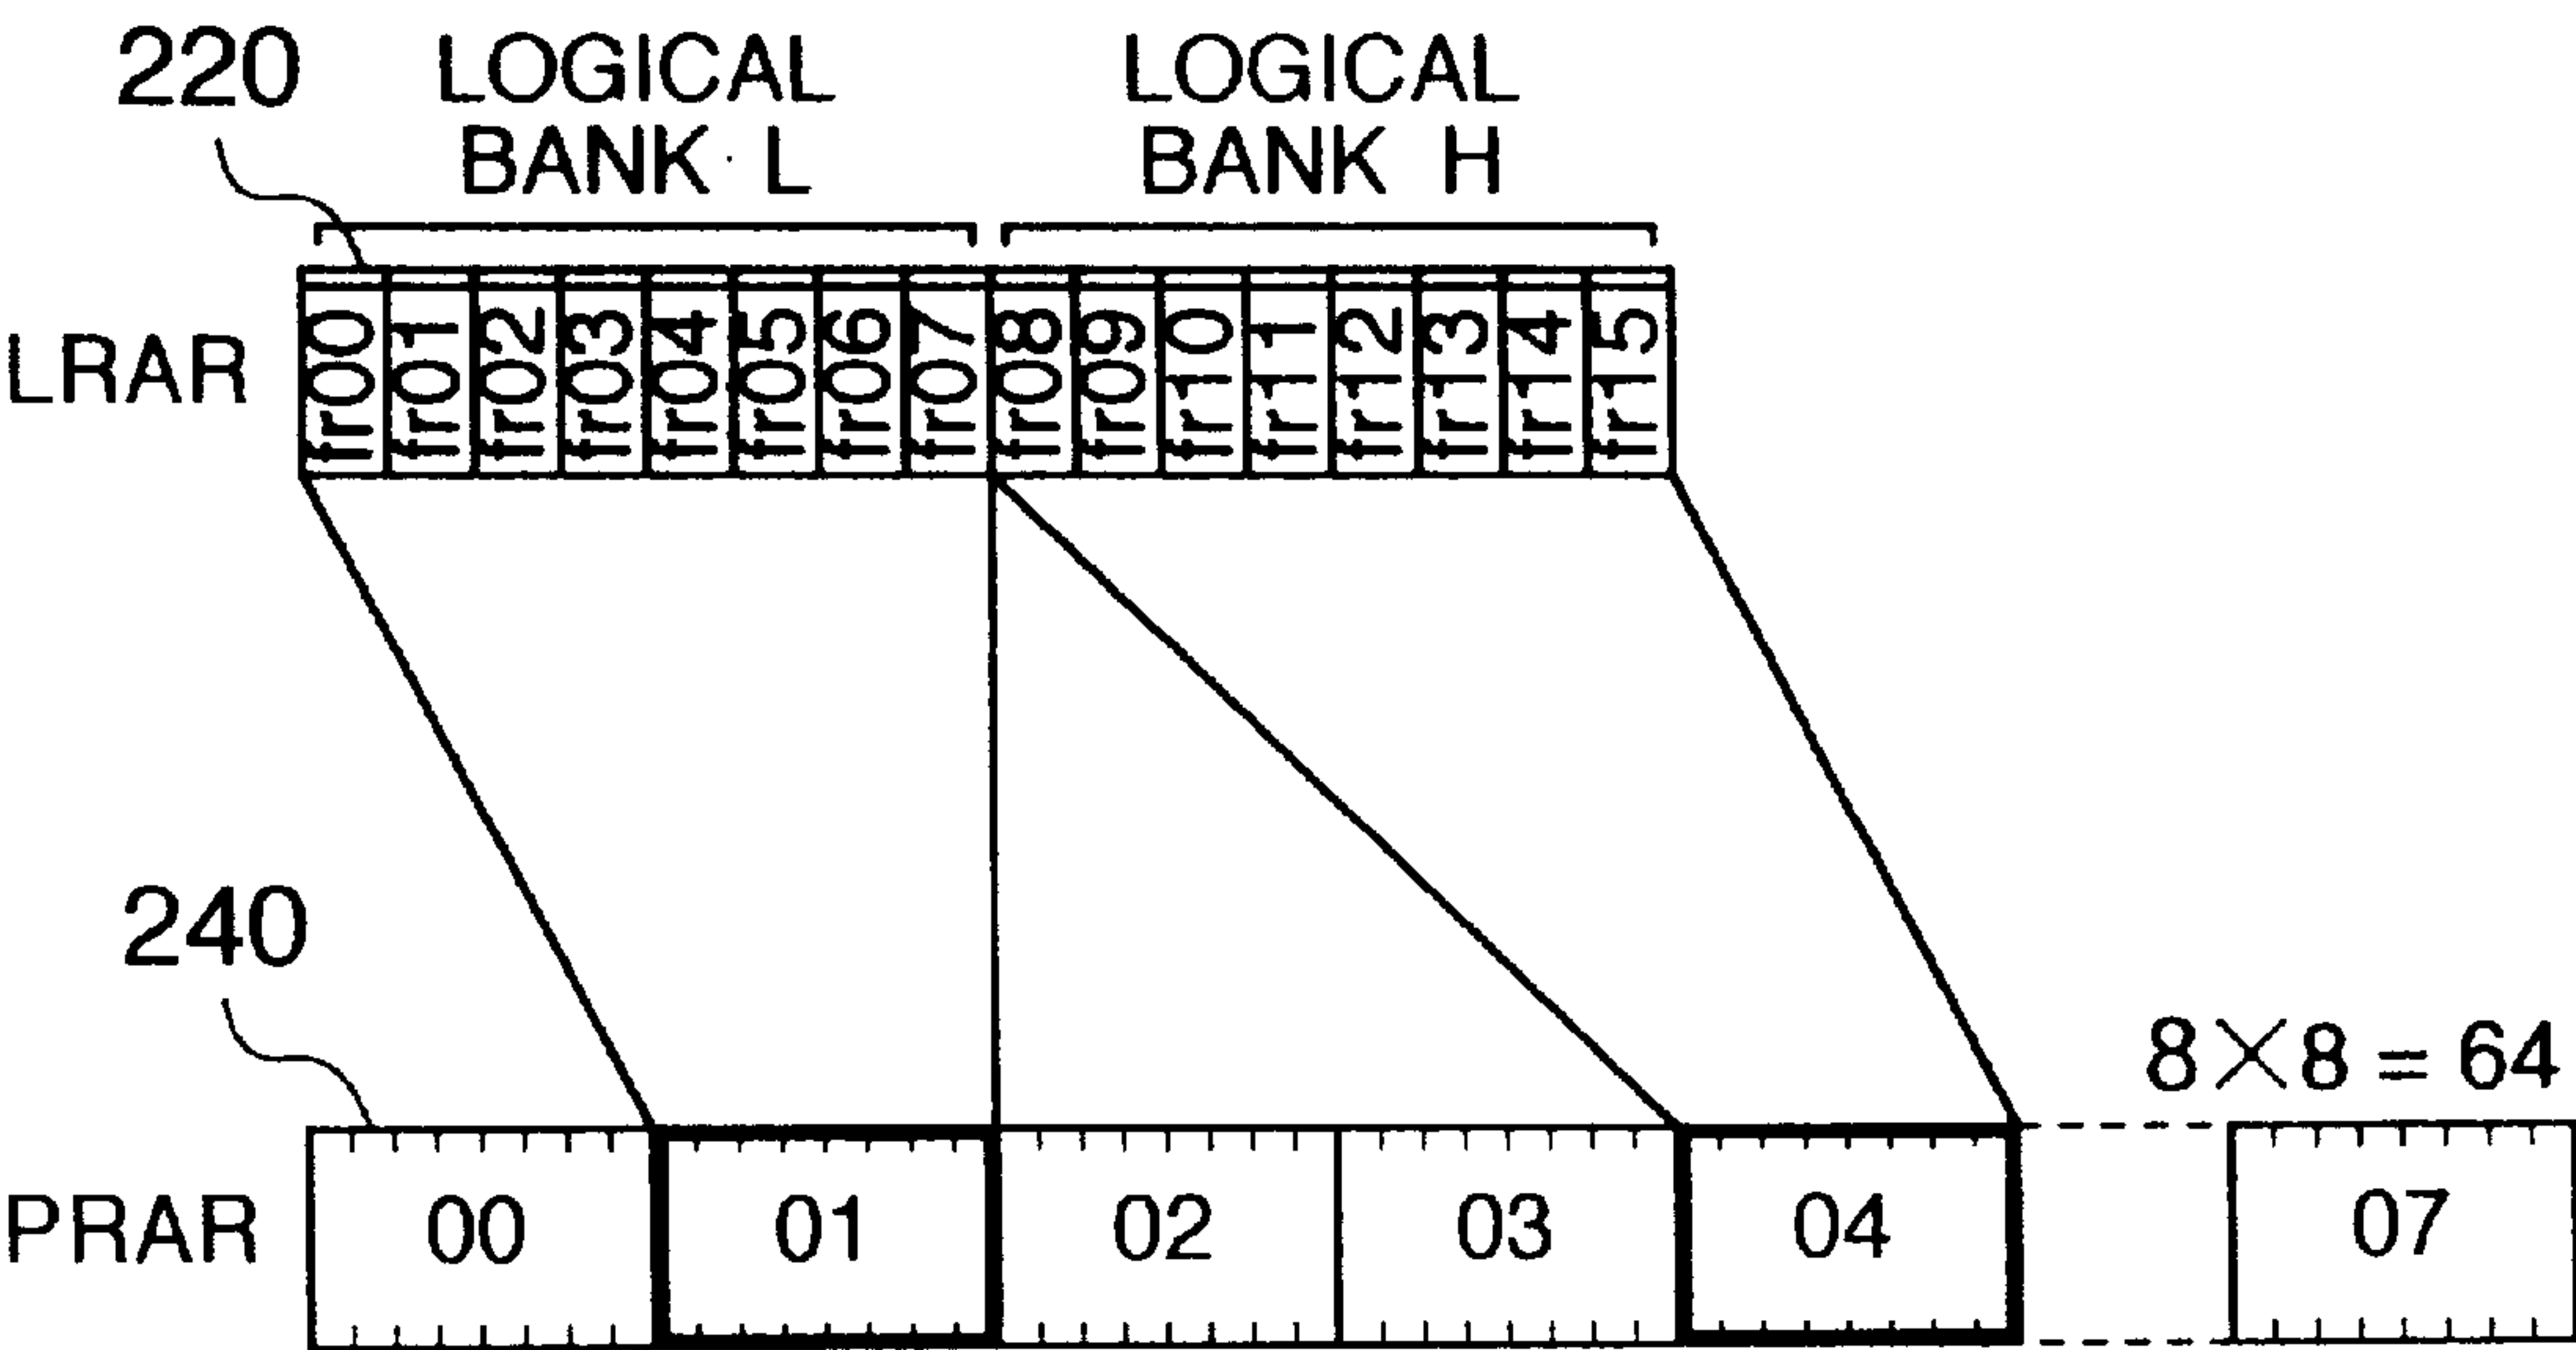 220
LOGICAL
BANK L
LOGICAL
BANK H
LRAR
fr00
fr01
fr02
fr03
fr04
fr05
fr06
fr07
fr08
fr09
fr10
fr11
fr12
fr13
fr14
fr15
240
8×8=64
PRAR
00
01
02
03
04
07